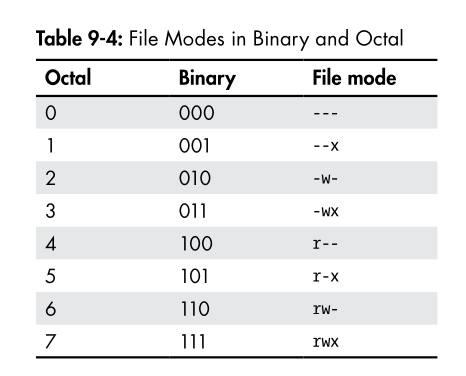 Table 9-4: File Modes in Binary and Octal
Octal Binary File mode
0 000 ---
1 001 --x
2 010 -w-
3 011 -wx
4 100 r--
5 101 r-x
6 110 rw-
7 111 rwx